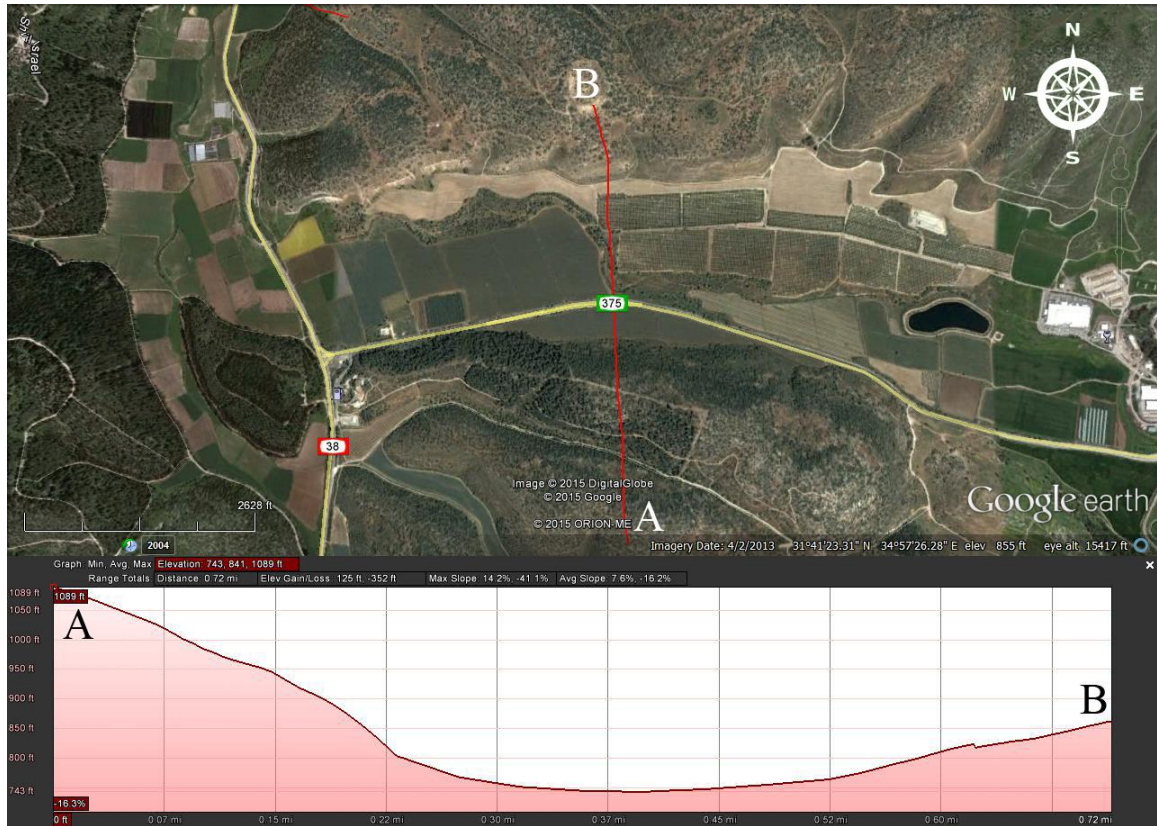 N
W E
S
B
Israel
375
38
Image © 2015 DigitalGlobe
© 2015 Google
© 2015 ORION-ME
A
2628 ft
Google earth
2004
Imagery Date: 4/2/2013 31°41'23.31" N 34°57'26.28" E elev 855 ft eye alt 15417 ft
Graph: Min, Avg, Max Elevation: 743, 841, 1089 ft
Range Totals: Distance: 0.72 mi Elev Gain/Loss: 125 ft, -352 ft Max Slope: 14.2%, -41.1% Avg Slope: 7.6%, -16.2%
1089 ft
1089 ft
1050 ft
A
1000 ft
950 ft
900 ft
B
850 ft
800 ft
743 ft
-16.3%
0 ft 0.07 mi 0.15 mi 0.22 mi 0.30 mi 0.37 mi 0.45 mi 0.52 mi 0.60 mi 0.72 mi